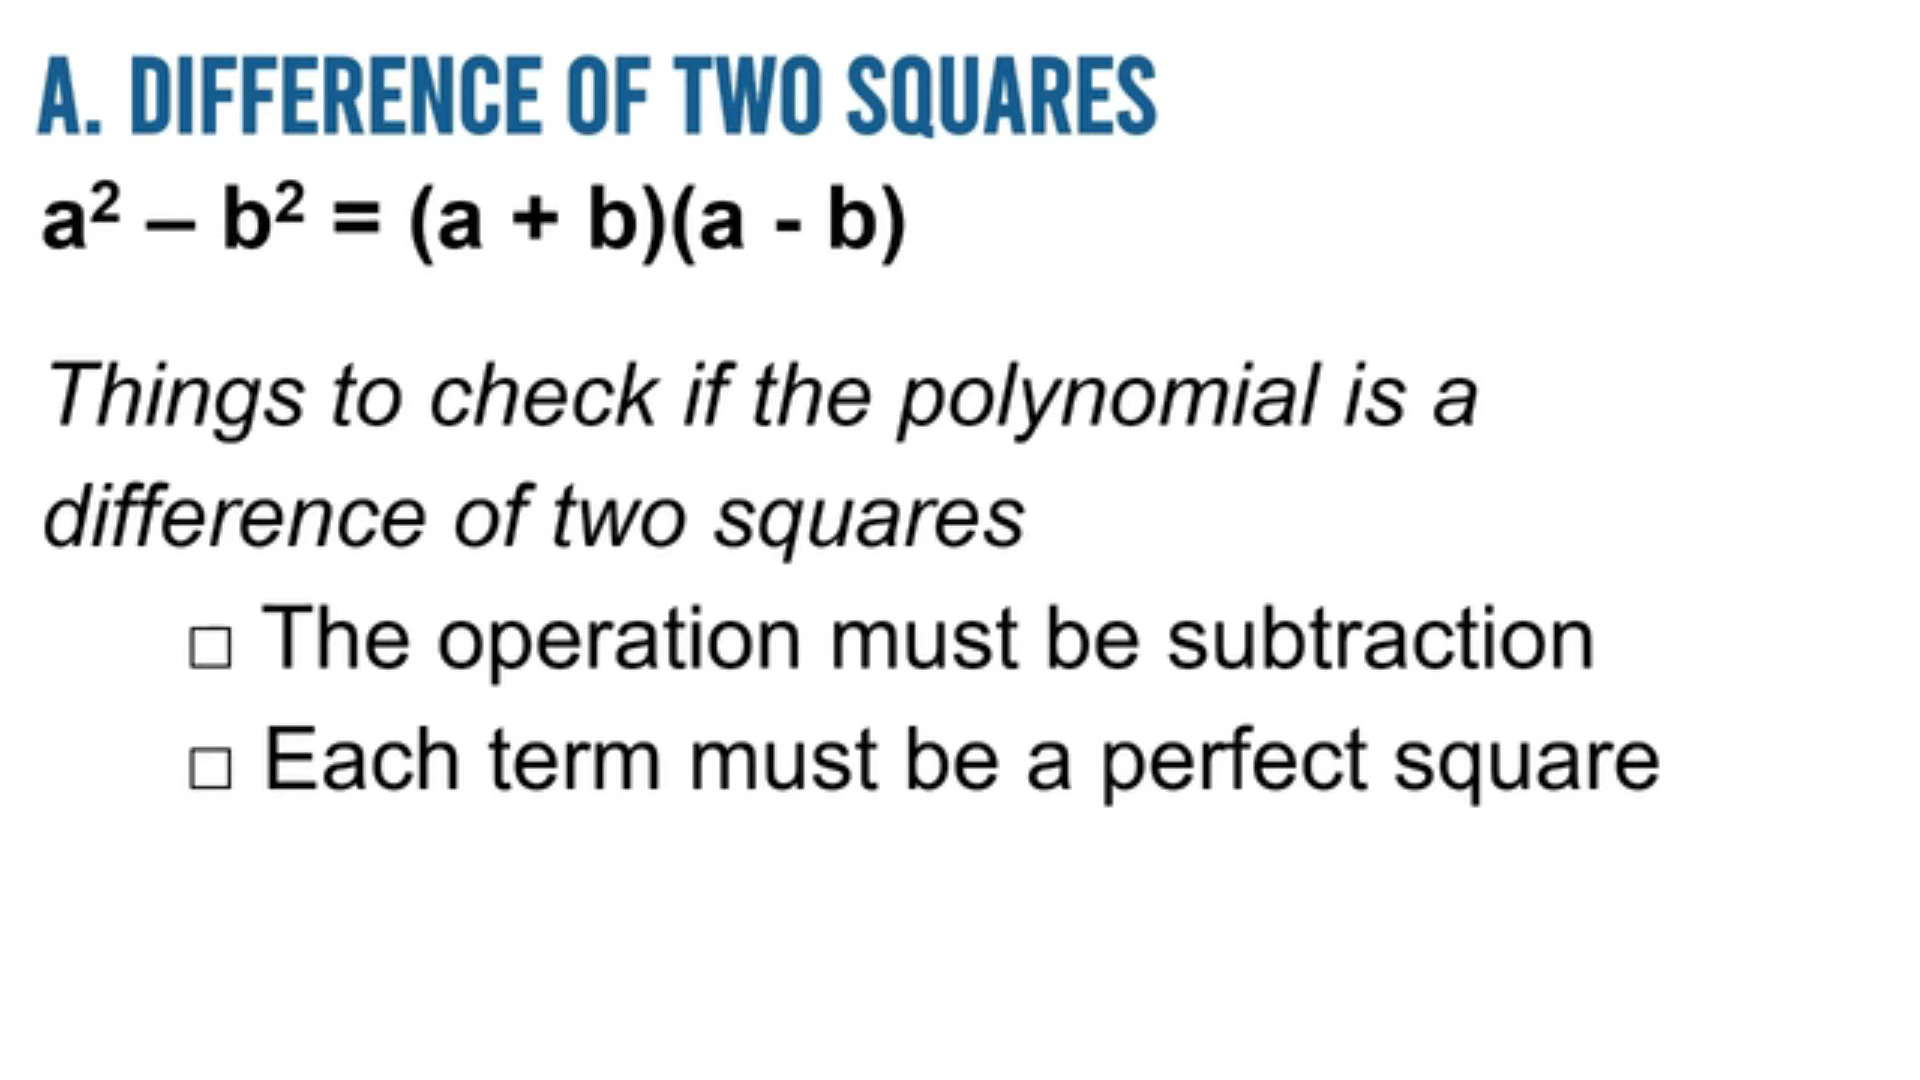 A. DIFFERENCE OF TWO SQUARES
a² – b² = (a + b)(a - b)
Things to check if the polynomial is a
difference of two squares
□ The operation must be subtraction
□ Each term must be a perfect square